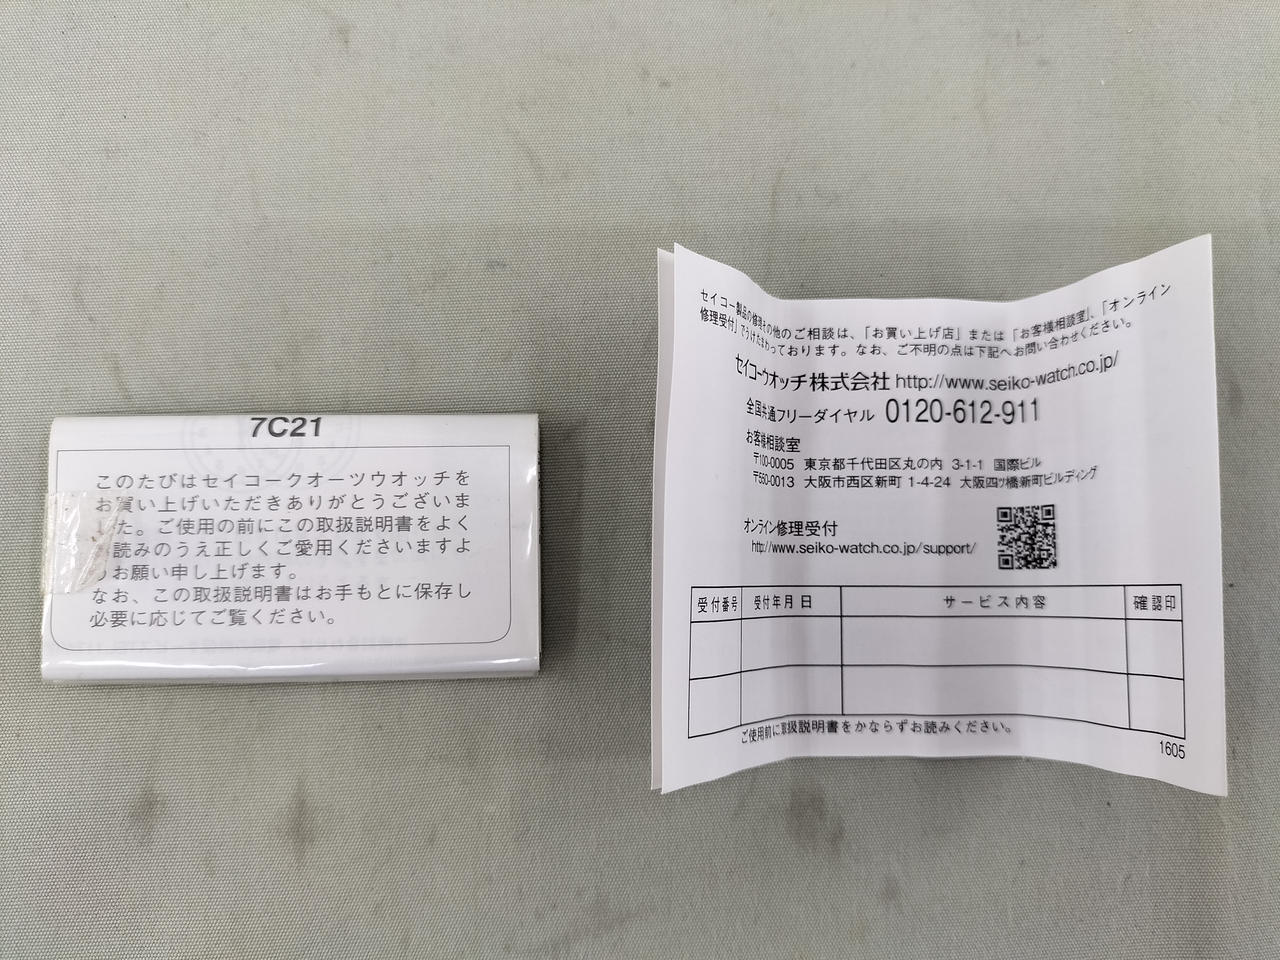 7C21
このたびはセイコークオーツウオッチを
お買い上げいただきありがとうございま
した。ご使用の前にこの取扱説明書をよく
お読みのうえ正しくご愛用くださいますよ
うお願い申し上げます。
なお、この取扱説明書はお手もとに保存し
必要に応じてご覧ください。
セイコー製品の修理その他のご相談は、「お買い上げ店」または「お客様相談室」、「オンライン
修理受付」でうけたまわっております。なお、ご不明の点は下記へお問い合わせください。
セイコーウオッチ株式会社 http://www.seiko-watch.co.jp/
全国共通フリーダイヤル 0120-612-911
お客様相談室
〒100-0005 東京都千代田区丸の内 3-1-1 国際ビル
〒550-0013 大阪市西区新町 1-4-24 大阪四ツ橋新町ビルディング
オンライン修理受付
http://www.seiko-watch.co.jp/support/
受付番号 受付年月日 サービス内容 確認印
ご使用前に取扱説明書をかならずお読みください。
1605